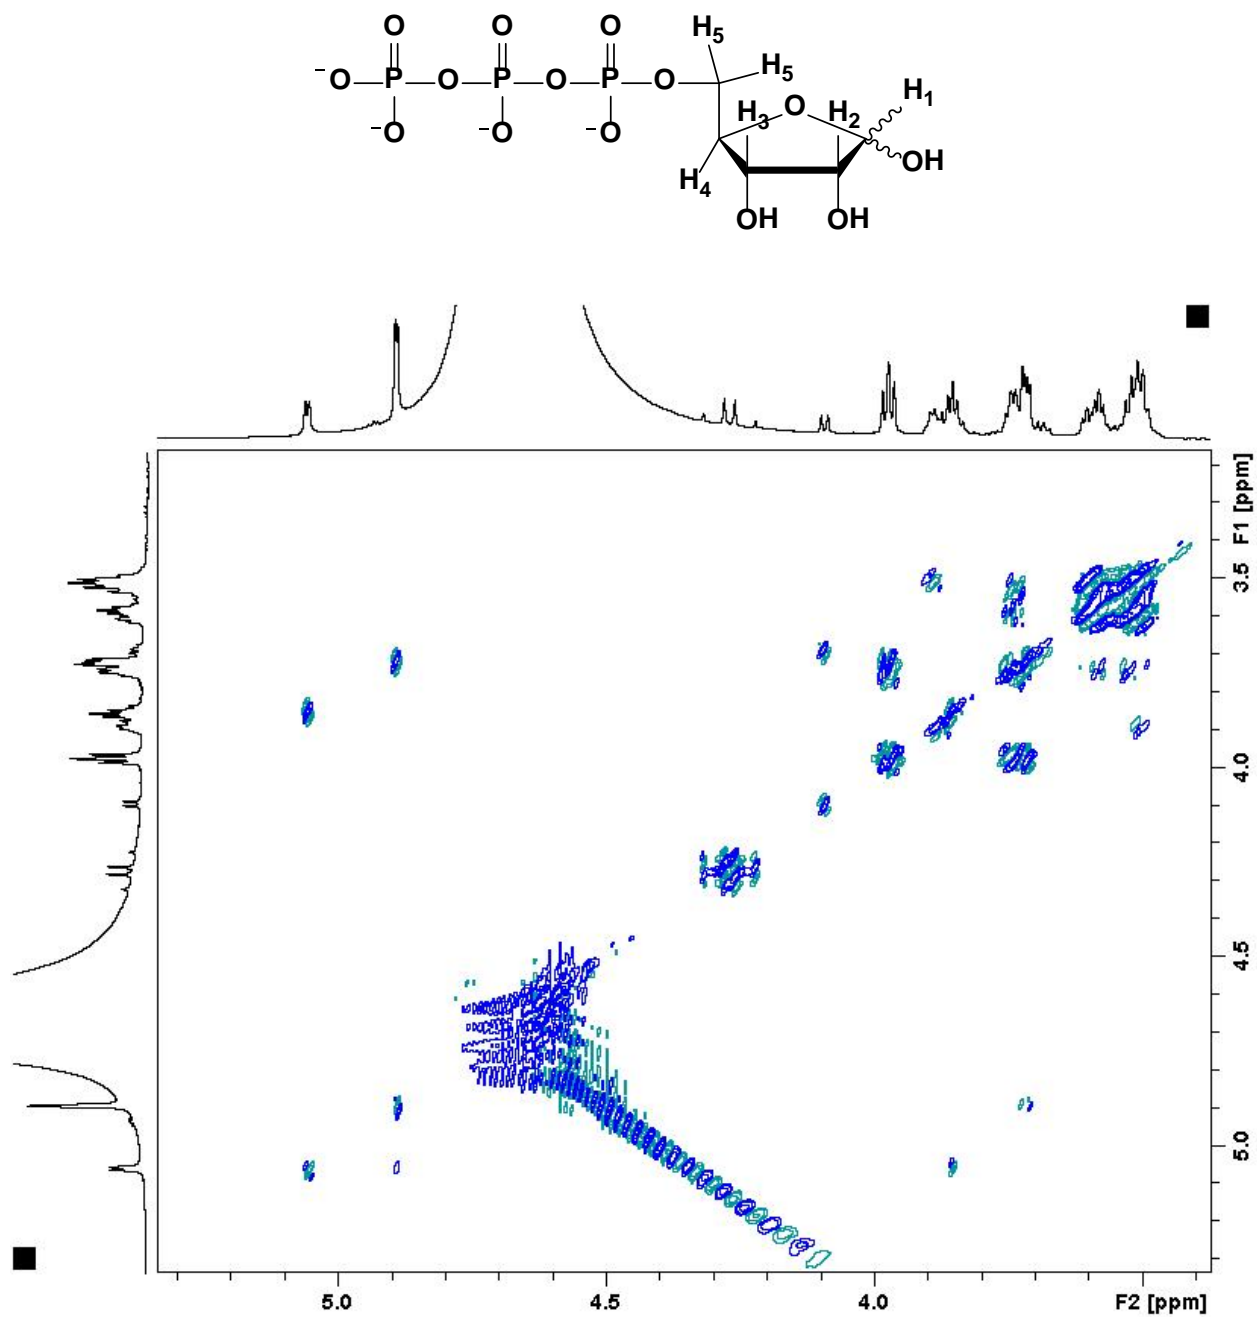 O O O H₅
⁻O P O P O P O H₅
⁻O ⁻O ⁻O H₃ O H₂ H₁
H₄ OH
OH OH
F1 [ppm]
3.5
4.0
4.5
5.0
5.0 4.5 4.0 F2 [ppm]